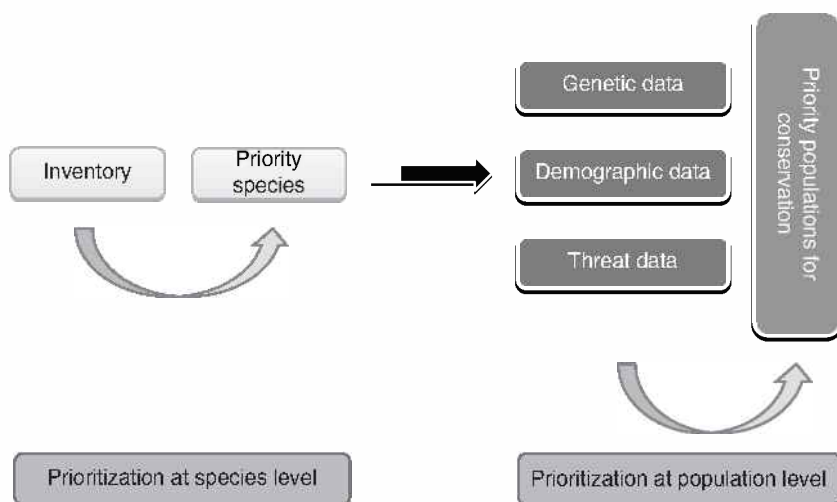 Inventory
Priority
species
Genetic data
Demographic data
Threat data
Priority populations for
conservation
Prioritization at species level
Prioritization at population level